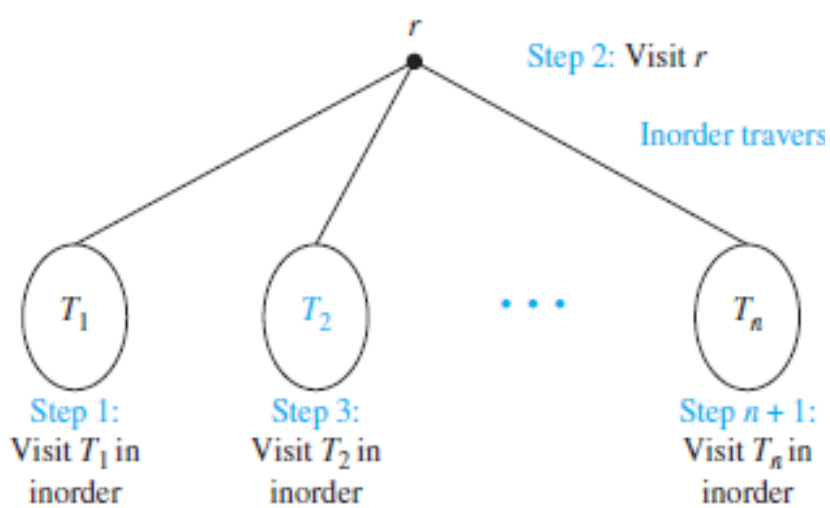 r
Step 2: Visit r
Inorder travers
T1
T2
. . .
Tn
Step 1:
Visit T1 in
inorder
Step 3:
Visit T2 in
inorder
Step n + 1:
Visit Tn in
inorder